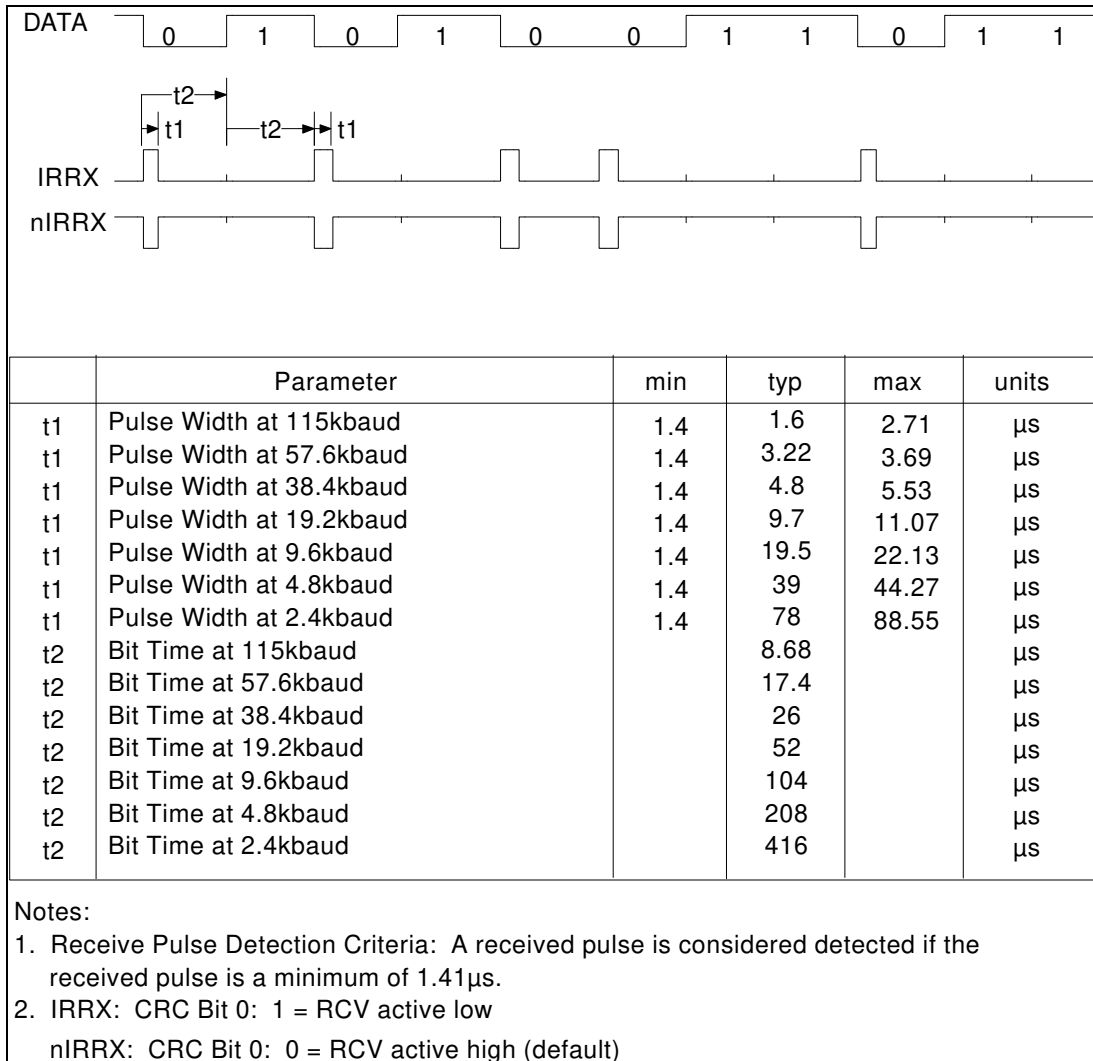 DATA 0 1 0 1 0 0 1 1 0 1 1
t2
t1 t2 t1
IRRX
nIRRX
Parameter min typ max units
t1 Pulse Width at 115kbaud 1.4 1.6 2.71 µs
t1 Pulse Width at 57.6kbaud 1.4 3.22 3.69 µs
t1 Pulse Width at 38.4kbaud 1.4 4.8 5.53 µs
t1 Pulse Width at 19.2kbaud 1.4 9.7 11.07 µs
t1 Pulse Width at 9.6kbaud 1.4 19.5 22.13 µs
t1 Pulse Width at 4.8kbaud 1.4 39 44.27 µs
t1 Pulse Width at 2.4kbaud 1.4 78 88.55 µs
t2 Bit Time at 115kbaud 8.68 µs
t2 Bit Time at 57.6kbaud 17.4 µs
t2 Bit Time at 38.4kbaud 26 µs
t2 Bit Time at 19.2kbaud 52 µs
t2 Bit Time at 9.6kbaud 104 µs
t2 Bit Time at 4.8kbaud 208 µs
t2 Bit Time at 2.4kbaud 416 µs
Notes:
1. Receive Pulse Detection Criteria: A received pulse is considered detected if the
received pulse is a minimum of 1.41µs.
2. IRRX: CRC Bit 0: 1 = RCV active low
nIRRX: CRC Bit 0: 0 = RCV active high (default)